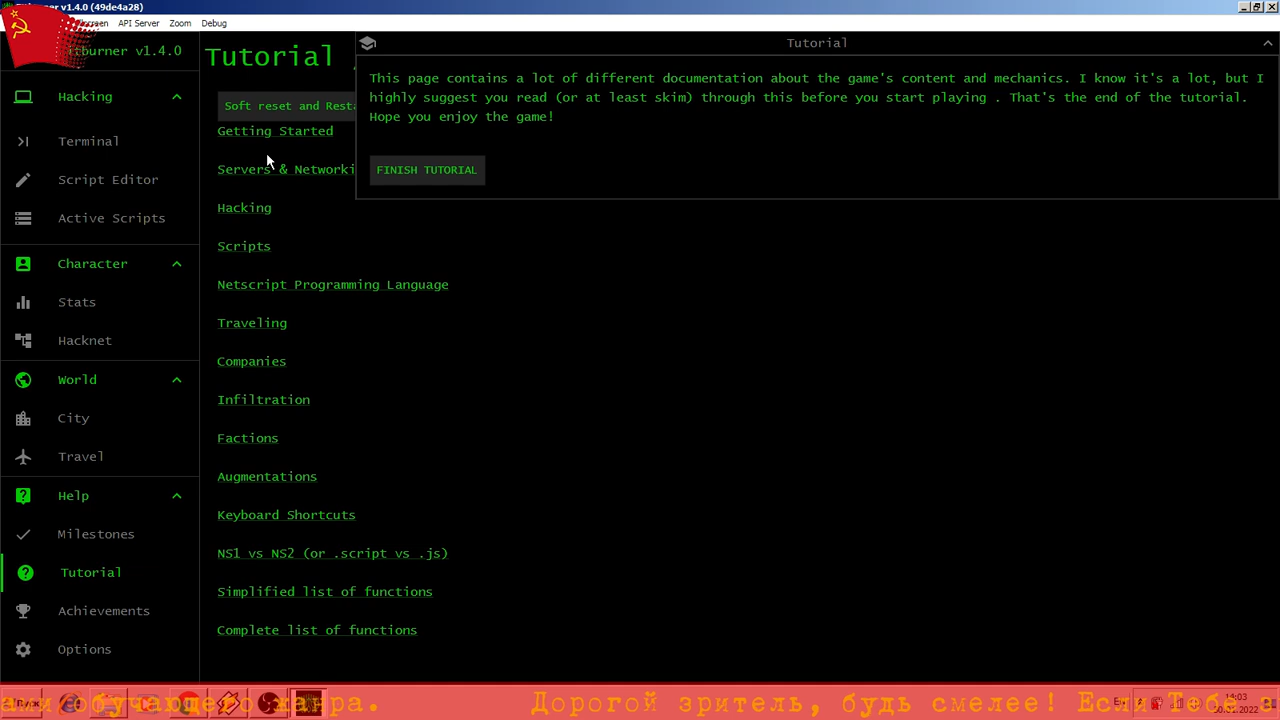 v1.4.0 (49de4a28)
API Server
Zoom
Debug
v1.4.0
Hacking
Terminal
Script Editor
Active Scripts
Character
Stats
Hacknet
World
City
Travel
Help
Milestones
Tutorial
Achievements
Options
Tutorial
Soft reset and
Getting Started
Servers &
Hacking
Scripts
Netscript Programming Language
Traveling
Companies
Infiltration
Factions
Augmentations
Keyboard Shortcuts
NS1 vs NS2 (or .script vs .js)
Simplified list of functions
Complete list of functions
Tutorial
This page contains a lot of different documentation about the game's content and mechanics. I know it's a lot, but I
highly suggest you read (or at least skim) through this before you start playing . That's the end of the tutorial.
Hope you enjoy the game!
FINISH TUTORIAL
Дорогой зритель, будь смелее! Если Тебе
14:03